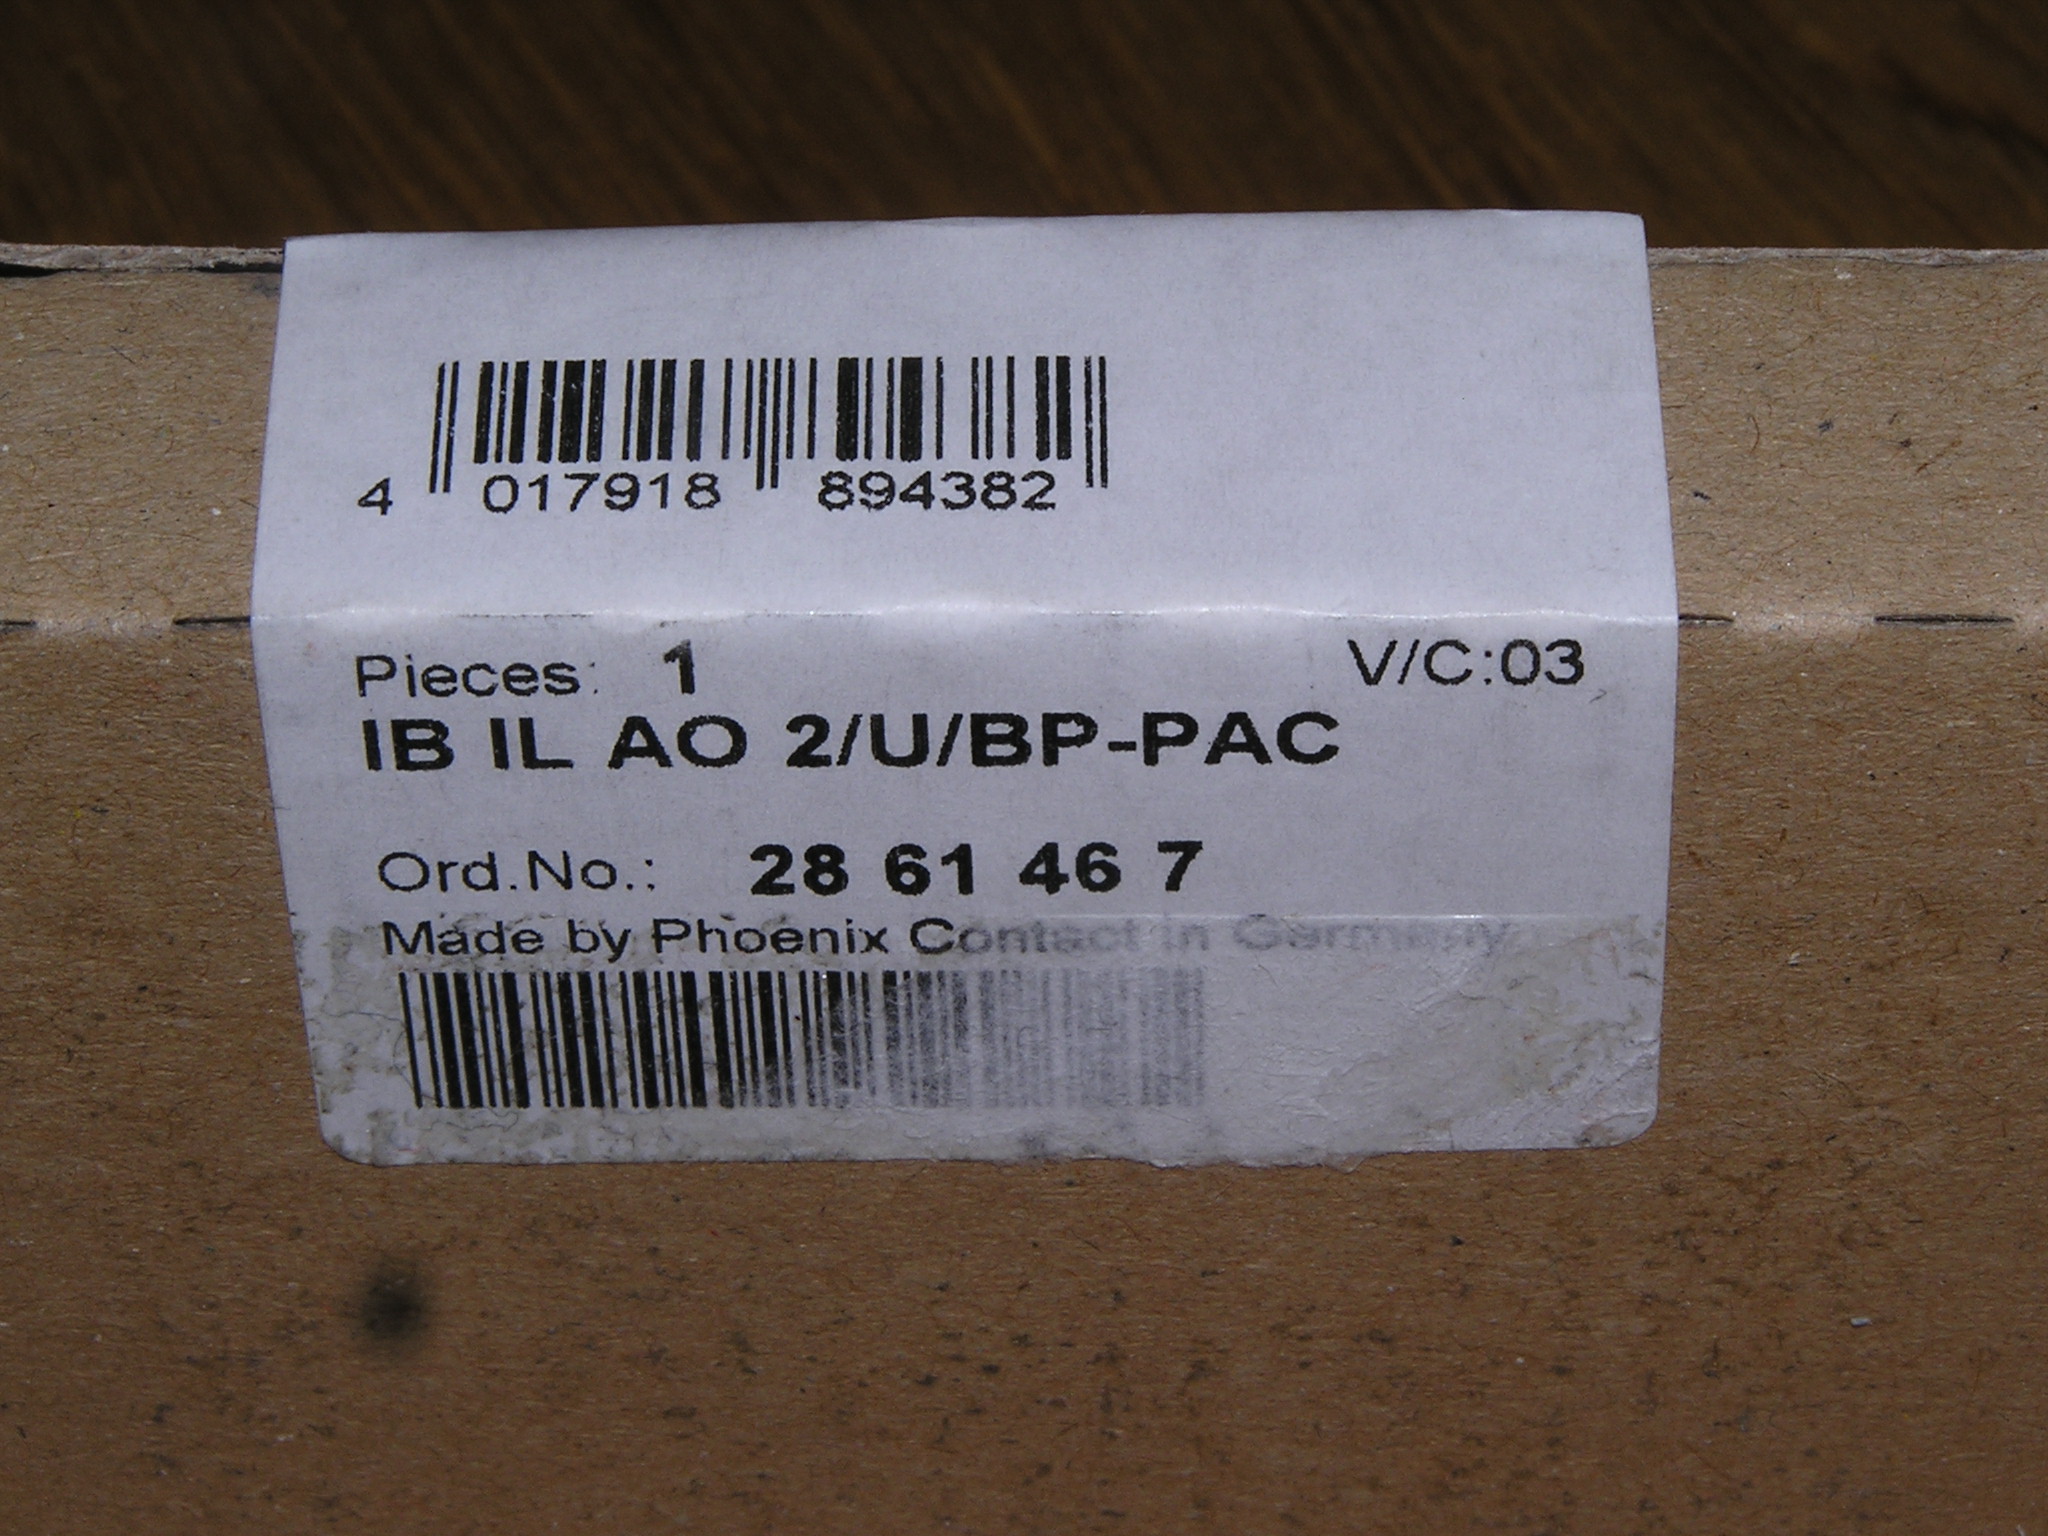 4 017918 894382
Pieces: 1 V/C:03
IB IL AO 2/U/BP-PAC
Ord.No.: 28 61 46 7
Made by Phoenix Contact in Germany